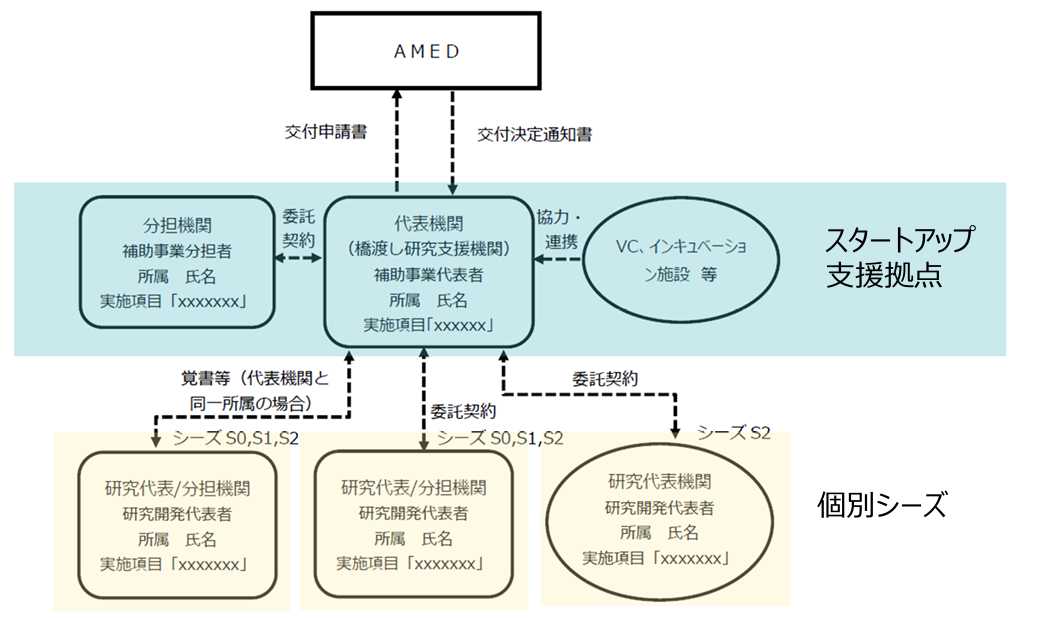 ＡＭＥＤ
交付申請書
交付決定通知書
分担機関
補助事業分担者
所属　氏名
実施項目「xxxxxxx」
委託
契約
代表機関
（橋渡し研究支援機関）
補助事業代表者
所属　氏名
実施項目「xxxxxx」
協力・
連携
VC、インキュベーショ
ン施設　等
スタートアップ
支援拠点
覚書等（代表機関と
同一所属の場合）
委託契約
委託契約
シーズ S0,S1,S2
シーズ S0,S1,S2
シーズ S2
研究代表/分担機関
研究開発代表者
所属　氏名
実施項目「xxxxxxx」
研究代表/分担機関
研究開発代表者
所属　氏名
実施項目「xxxxxxx」
研究代表機関
研究開発代表者
所属　氏名
実施項目「xxxxxxx」
個別シーズ